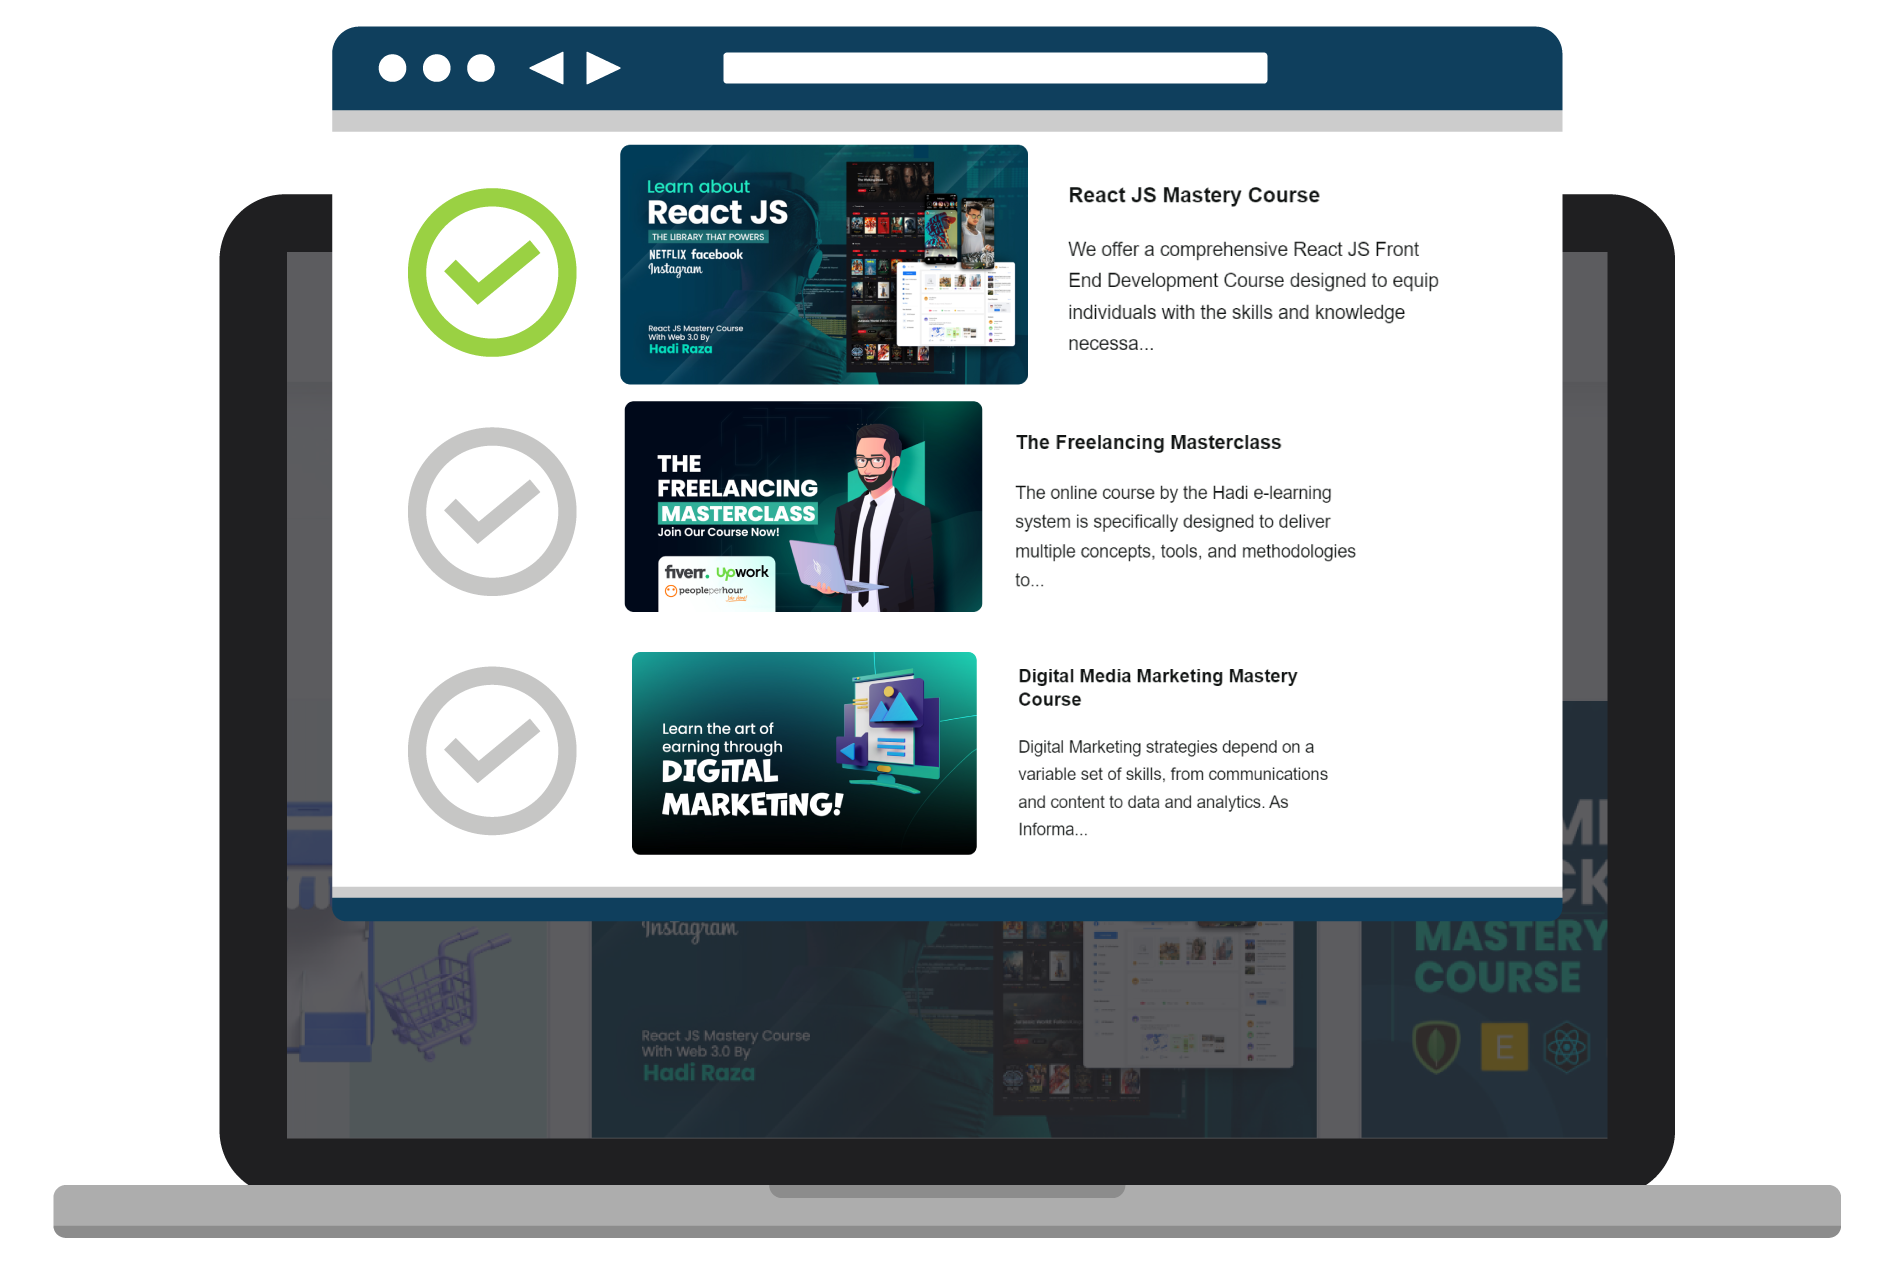 Learn about
React JS
THE LIBRARY THAT POWERS
NETFLIX facebook
Instagram
React JS Mastery Course
With Web 3.0 By
Hadi Raza
React JS Mastery Course
We offer a comprehensive React JS Front
End Development Course designed to equip
individuals with the skills and knowledge
necessa...
THE
FREELANCING
MASTERCLASS
Join Our Course Now!
fiverr. Upwork
peopleperhour
The Freelancing Masterclass
The online course by the Hadi e-learning
system is specifically designed to deliver
multiple concepts, tools, and methodologies
to...
Learn the art of
earning through
DIGITAL
MARKETING!
Digital Media Marketing Mastery
Course
Digital Marketing strategies depend on a
variable set of skills, from communications
and content to data and analytics. As
Informa...
Instagram
React JS Mastery Course
With Web 3.0 By
Hadi Raza
MASTERY
COURSE
E